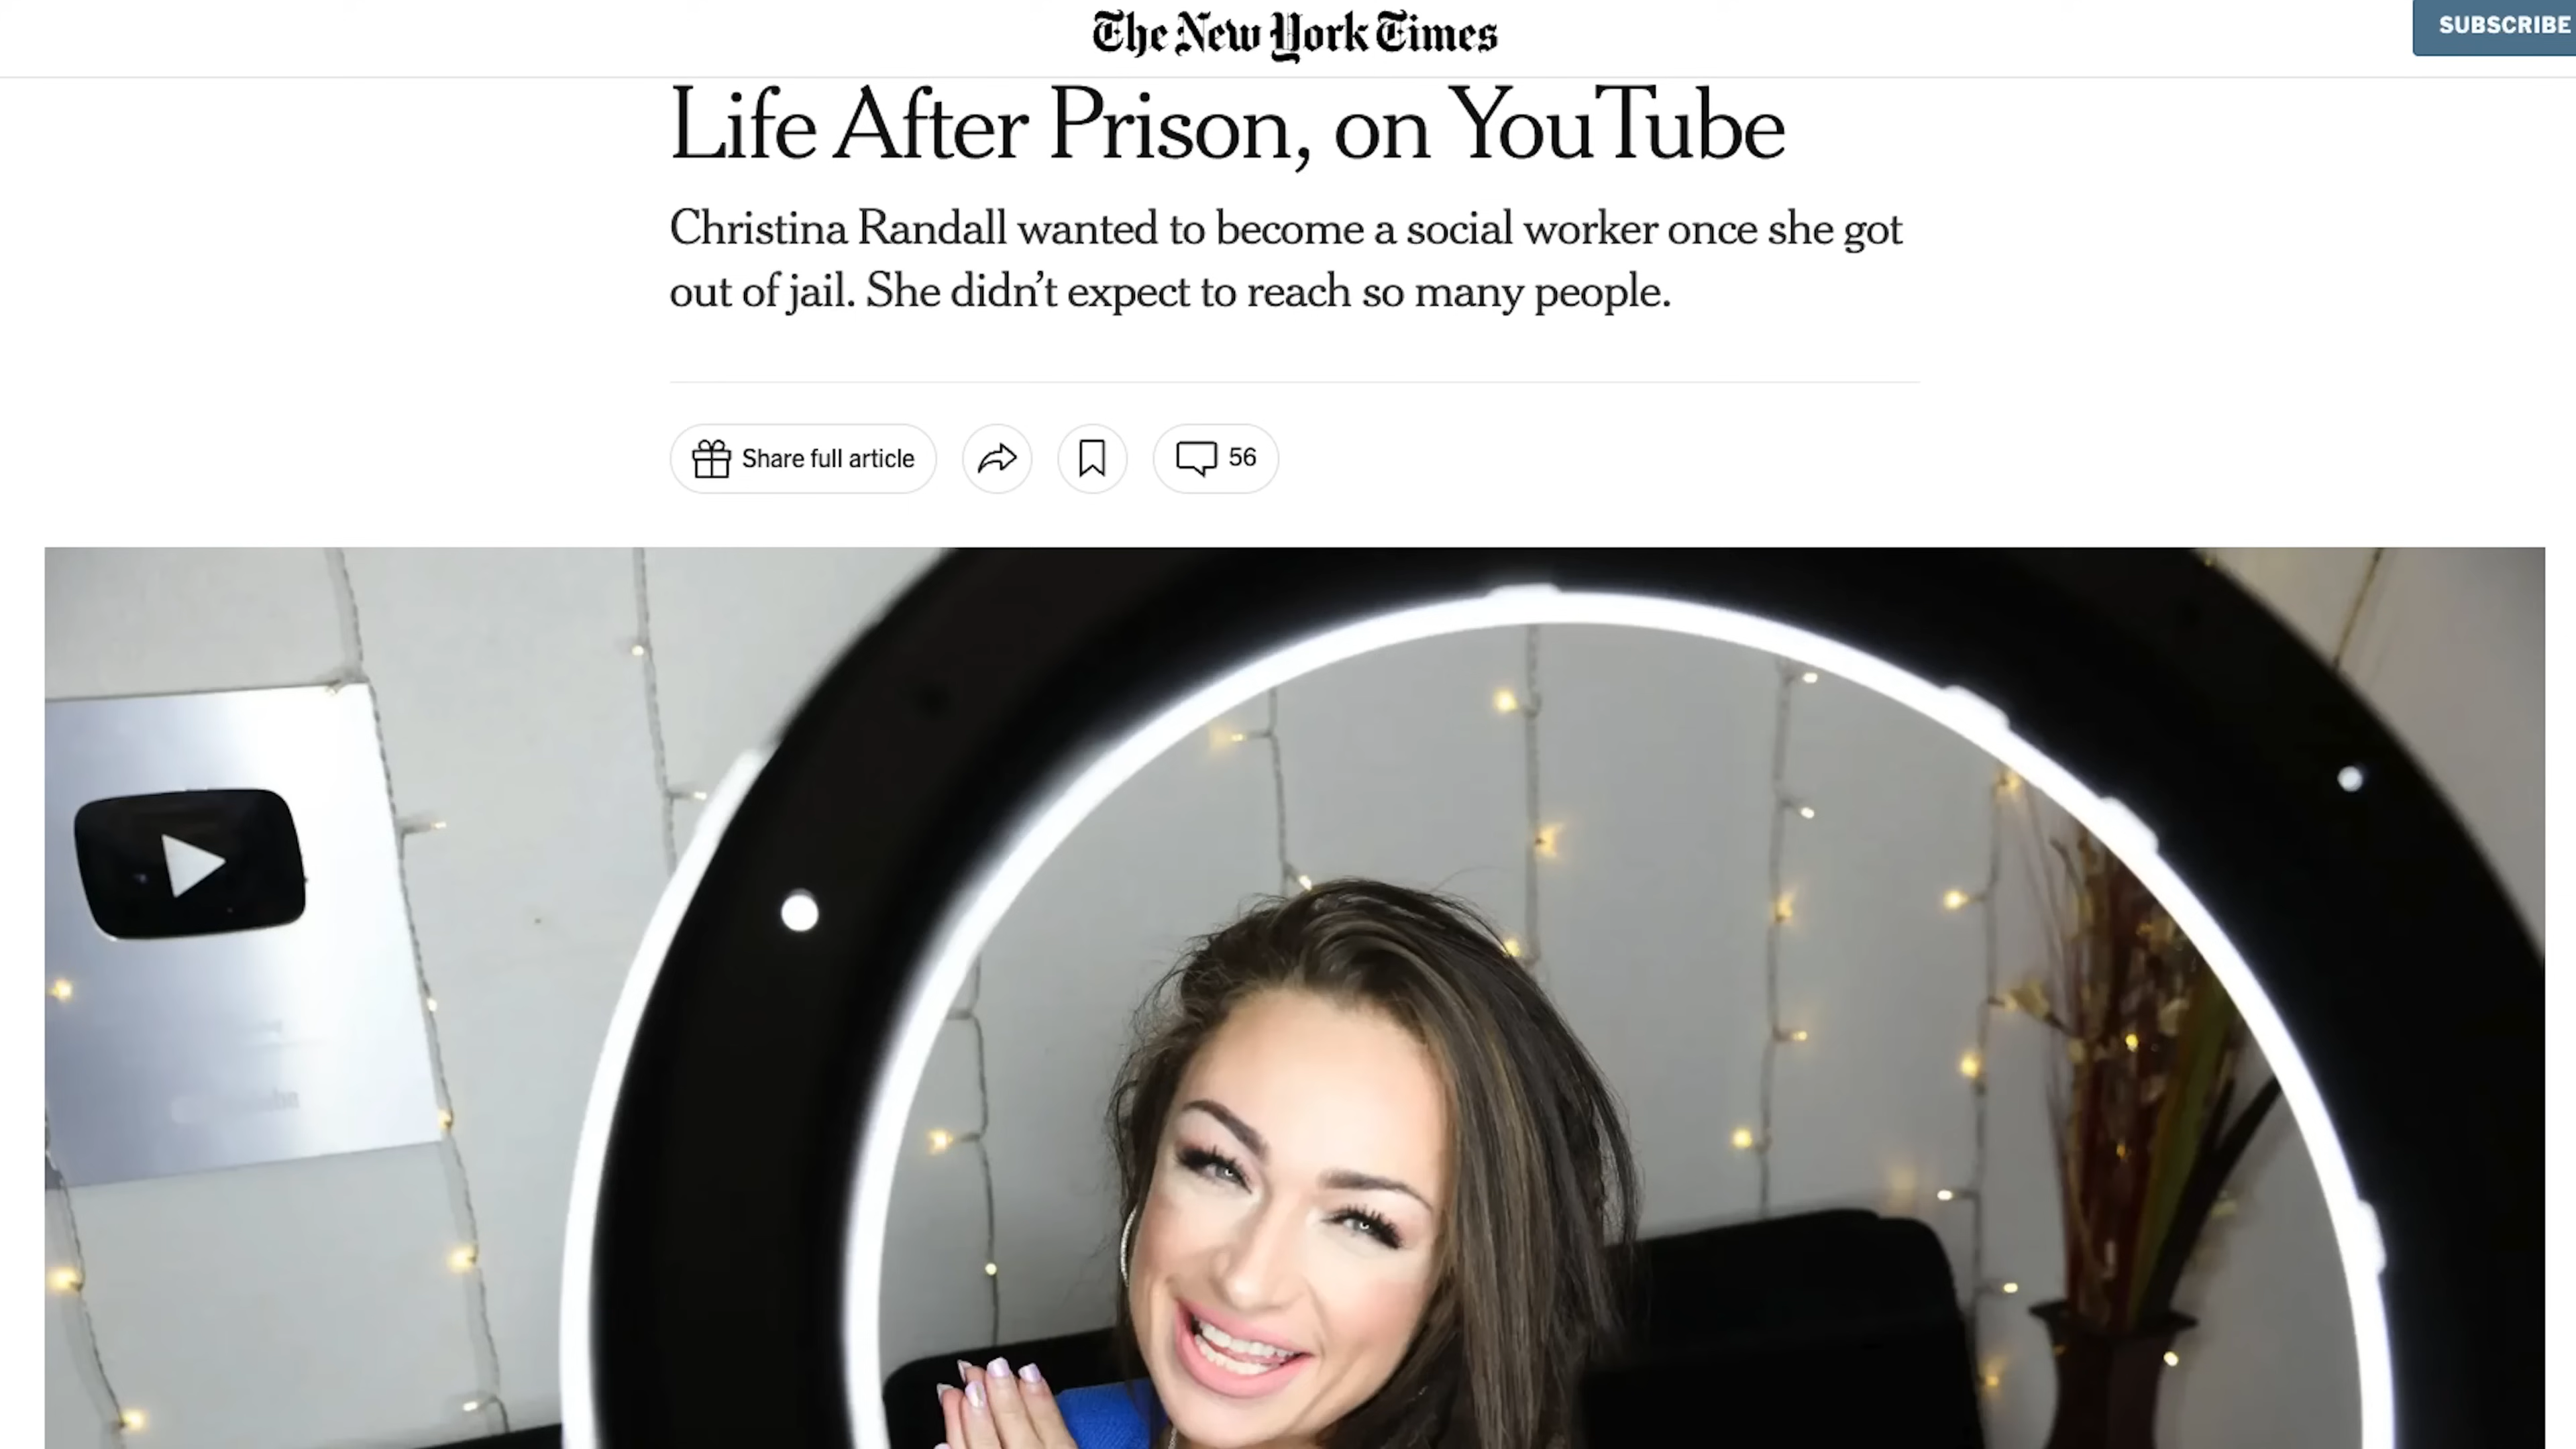 The New York Times
SUBSCRIBE
Life After Prison, on YouTube
Christina Randall wanted to become a social worker once she got
out of jail. She didn’t expect to reach so many people.
Share full article
56